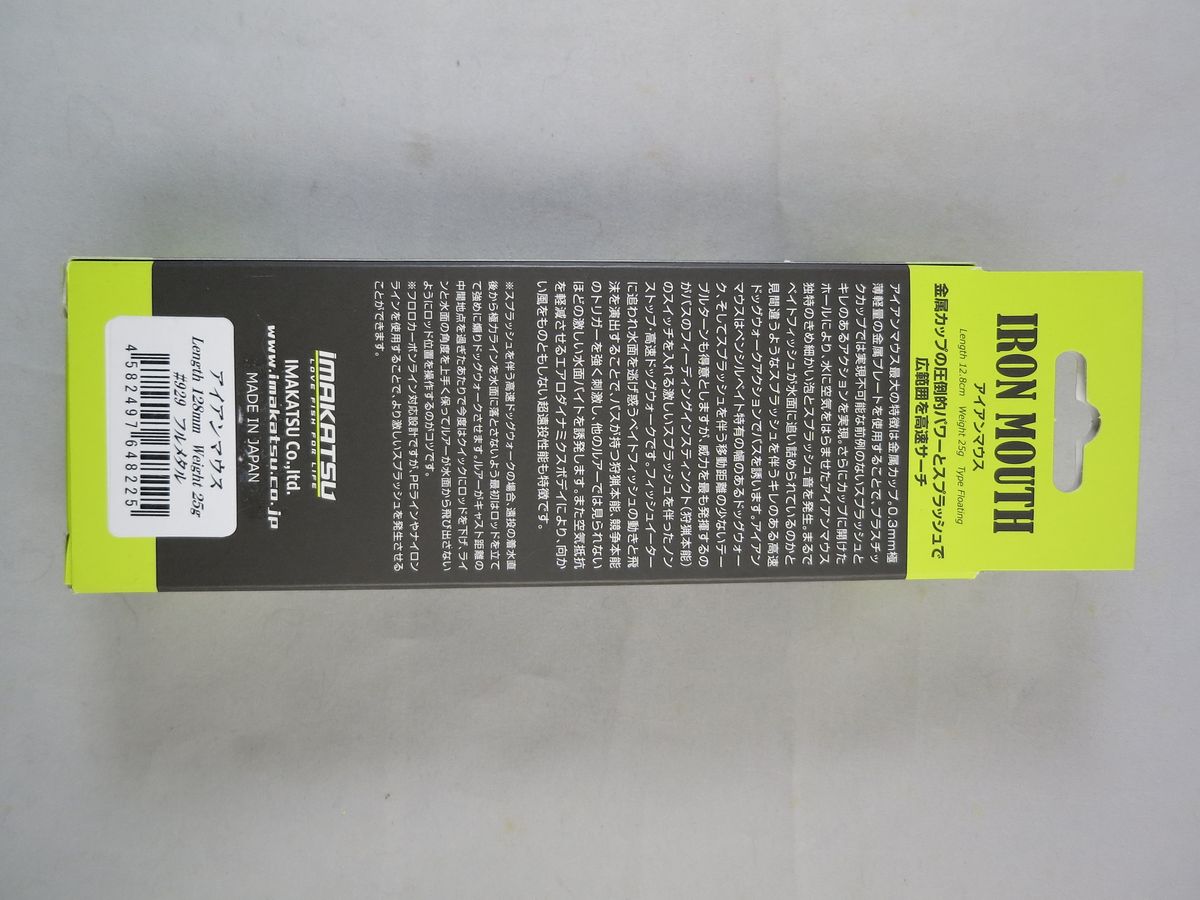 IRON MOUTH
アイアンマウス
Length 12.8cm Weight 25g Type Floating
金属カップの圧倒的パワーとスプラッシュで
広範囲を高速サーチ
アイアンマウス最大の特徴は金属カップ。0.3mm極
薄軽量の金属プレートを使用することで、プラスチッ
クカップでは実現不可能な前例のないスプラッシュと
キレのあるアクションを実現。さらにカップに開けた
ホールにより、水に空気をはらませたアイアンマウス
独特のきめ細かい泡とスプラッシュ音を発生。まるで
ベイトフィッシュが水面に追い詰められているのかと
見間違うようなスプラッシュを伴うキレのある高速
ドッグウォークアクションでバスを誘います。アイアン
マウスはペンシルベイト特有の幅のあるドッグウォー
ク、そしてスプラッシュを伴う移動距離の少ないテー
ブルターンも得意としますが、威力を最も発揮するの
がバスのフィーディングインスティンクト(狩猟本能)
のスイッチを入れる激しいスプラッシュを伴ったノン
ストップ・高速ドッグウォークです。フィッシュイーター
に追われ水面を逃げ惑うベイトフィッシュの動きと飛
沫を演出することで、バスが持つ狩猟本能、競争本能
のトリガーを強く刺激し、他のルアーでは見られない
ほどの激しい水面バイトを誘発します。また空気抵抗
を軽減させるエアロダイナミクスボディにより、向か
い風をものともしない超遠投性能も特徴です。
※スプラッシュを伴う高速ドッグウォークの場合、遠投の着水直
後から極力ラインを水面に落とさないよう、最初はロッドを立て
て強めに煽りドッグウォークさせます。ルアーがキャスト距離の
中間地点を過ぎたあたりで今度はクイックにロッドを下げ、ライ
ンと水面の角度を上手く保ってルアーが水面から飛び出さない
ようにロッド位置を操作するのがコツです。
※フロロカーボンライン対応設計ですが、PEラインやナイロン
ラインを使用することで、より激しいスプラッシュを発生させる
ことができます。
IMAKATSU
LOVE FISH FOR LIFE
IMAKATSU Co.,ltd.
www.imakatsu.co.jp
MADE IN JAPAN
アイアンマウス
Length 128mm Weight 25g
#929 フルメタル
4582497648225